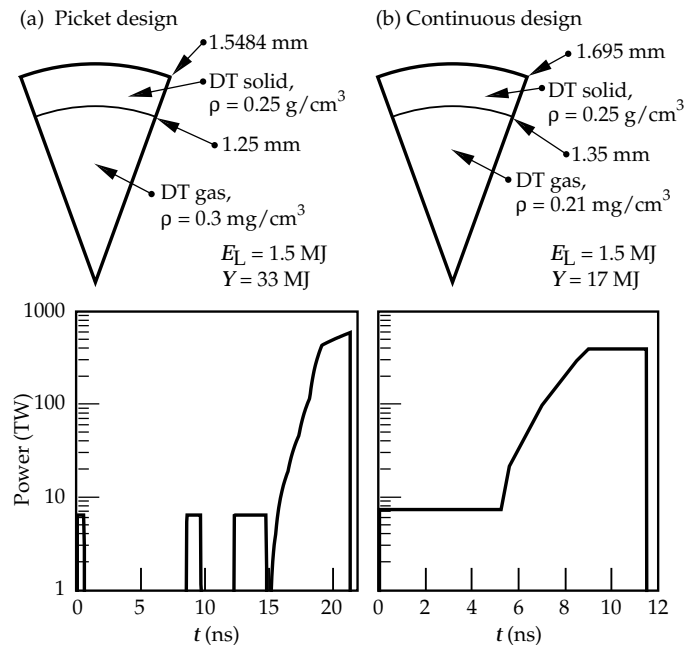 (a) Picket design
1.5484 mm
DT solid,
ρ = 0.25 g/cm³
1.25 mm
DT gas,
ρ = 0.3 mg/cm³
E_L = 1.5 MJ
Y = 33 MJ
(b) Continuous design
1.695 mm
DT solid,
ρ = 0.25 g/cm³
1.35 mm
DT gas,
ρ = 0.21 mg/cm³
E_L = 1.5 MJ
Y = 17 MJ
Power (TW)
1000
100
10
1
0 5 10 15 20
t (ns)
0 2 4 6 8 10 12
t (ns)